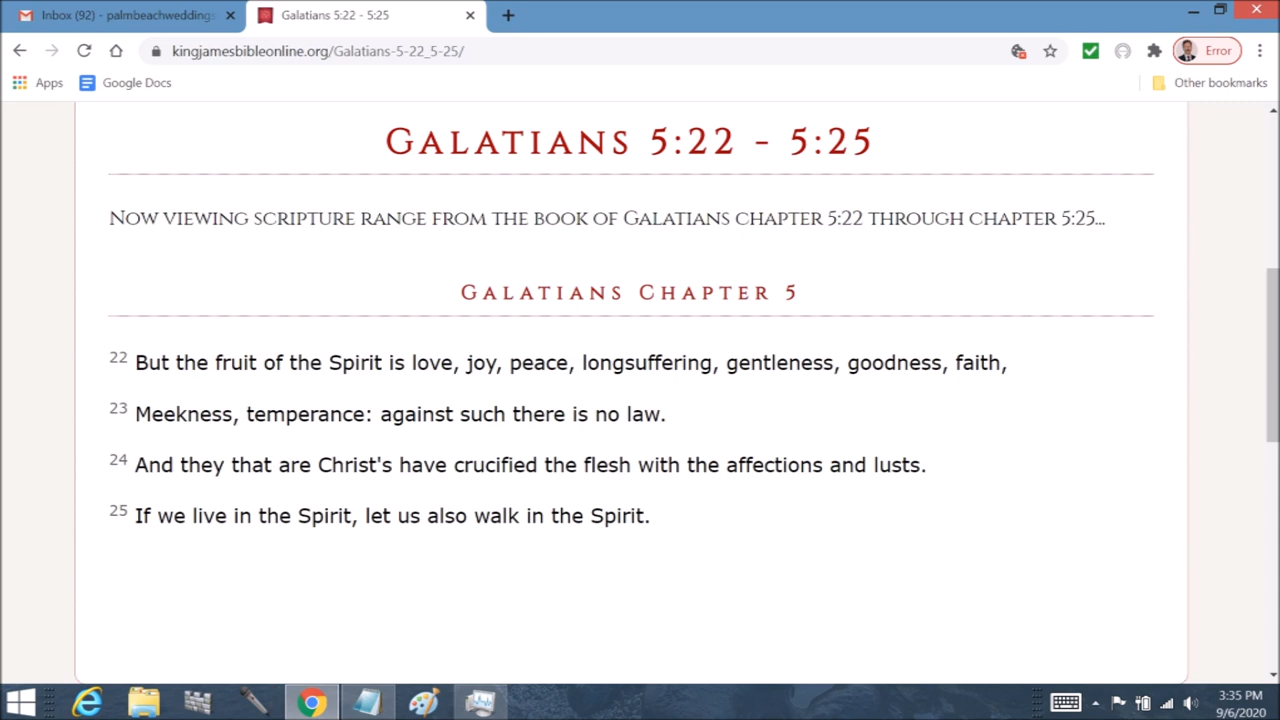 Inbox (92) - palmbeachwedding
Galatians 5:22 - 5:25
kingjamesbibleonline.org/Galatians-5-22_5-25/
Error
Apps
Google Docs
Other bookmarks
Galatians 5:22 - 5:25
Now viewing scripture range from the book of Galatians chapter 5:22 through chapter 5:25...
Galatians Chapter 5
22 But the fruit of the Spirit is love, joy, peace, longsuffering, gentleness, goodness, faith,
23 Meekness, temperance: against such there is no law.
24 And they that are Christ's have crucified the flesh with the affections and lusts.
25 If we live in the Spirit, let us also walk in the Spirit.
3:35 PM
9/6/2020